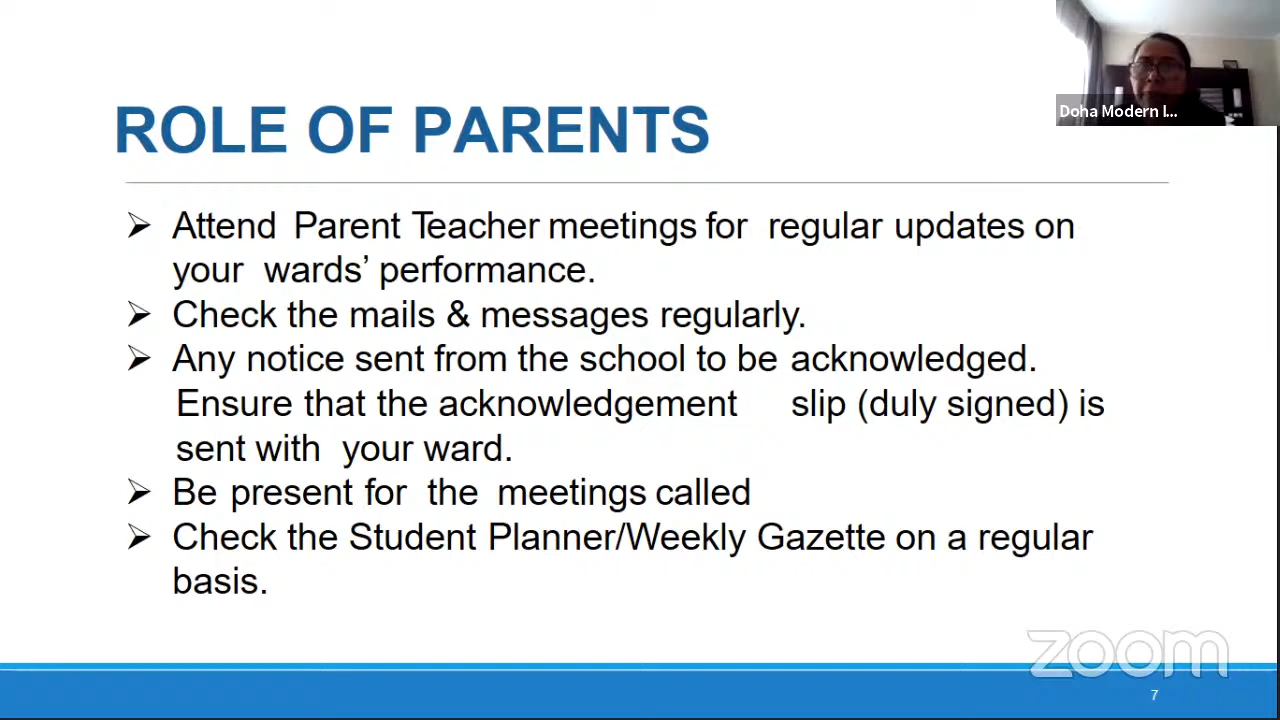 Doha Modern I...
ROLE OF PARENTS
➢ Attend Parent Teacher meetings for regular updates on
your wards’ performance.
➢ Check the mails & messages regularly.
➢ Any notice sent from the school to be acknowledged.
Ensure that the acknowledgement slip (duly signed) is
sent with your ward.
➢ Be present for the meetings called
➢ Check the Student Planner/Weekly Gazette on a regular
basis.
zoom
7